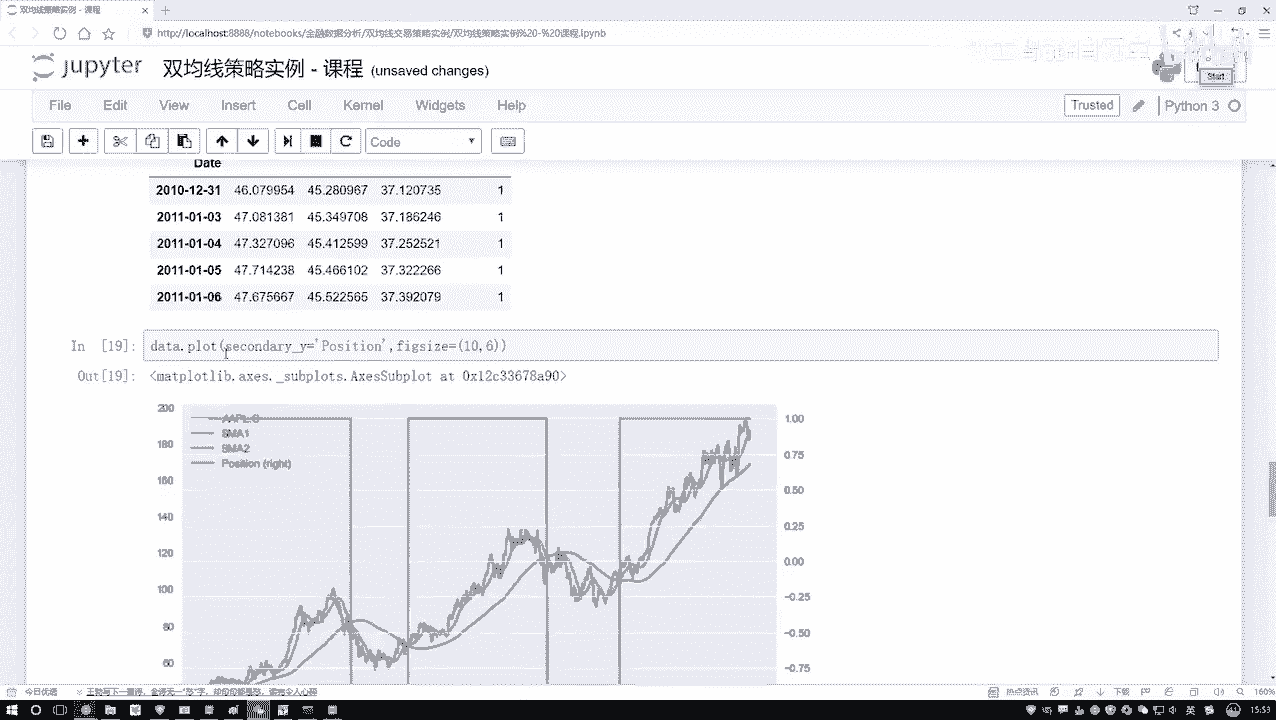 双均线策略实例 - 课程
http://localhost:8888/notebooks/金融数据分析/双均线交易策略实例/双均线策略实例%20-%20课程.ipynb
jupyter 双均线策略实例 - 课程 (unsaved changes)
Start
File Edit View Insert Cell Kernel Widgets Help
Trusted Python 3
Code
Date
2010-12-31 46.079954 45.280967 37.120735 1
2011-01-03 47.081381 45.349708 37.186246 1
2011-01-04 47.327096 45.412599 37.252521 1
2011-01-05 47.714238 45.466102 37.322266 1
2011-01-06 47.675667 45.522565 37.392079 1
In [19]: data.plot(secondary_y='Position',figsize=(10,6))
Out[19]: <matplotlib.axes._subplots.AxesSubplot at 0x12c33678a90>
200
180
160
140
120
100
80
60
AAPL.O
SMA1
SMA2
Position (right)
1.00
0.75
0.50
0.25
0.00
-0.25
-0.50
-0.75
今日优选
热点资讯
下载
160%
15:53